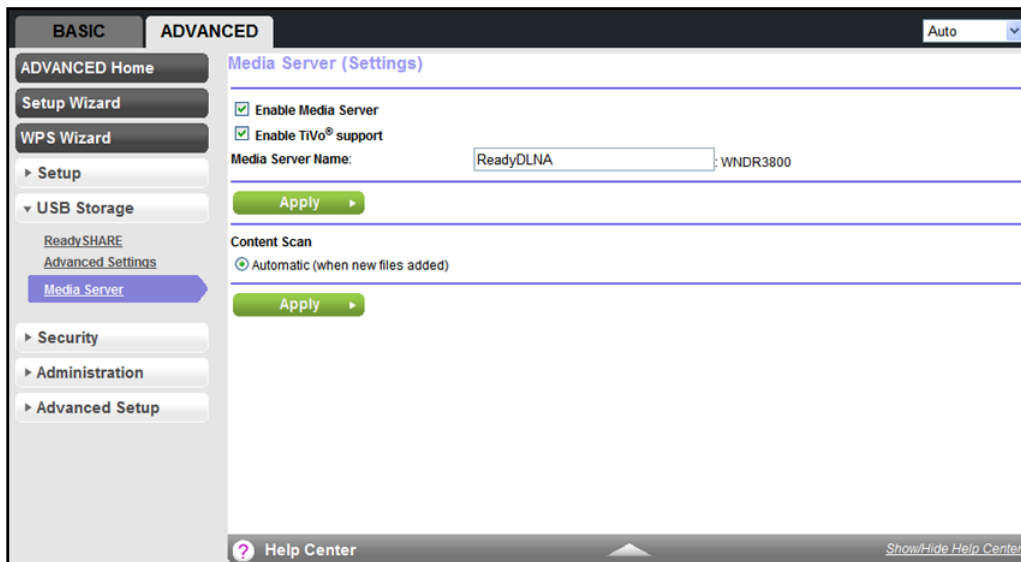 BASIC
ADVANCED
Auto
ADVANCED Home
Setup Wizard
WPS Wizard
Setup
USB Storage
ReadySHARE
Advanced Settings
Media Server
Security
Administration
Advanced Setup
Media Server (Settings)
Enable Media Server
Enable TiVo® support
Media Server Name: ReadyDLNA : WNDR3800
Apply
Content Scan
Automatic (when new files added)
Apply
? Help Center
Show/Hide Help Center